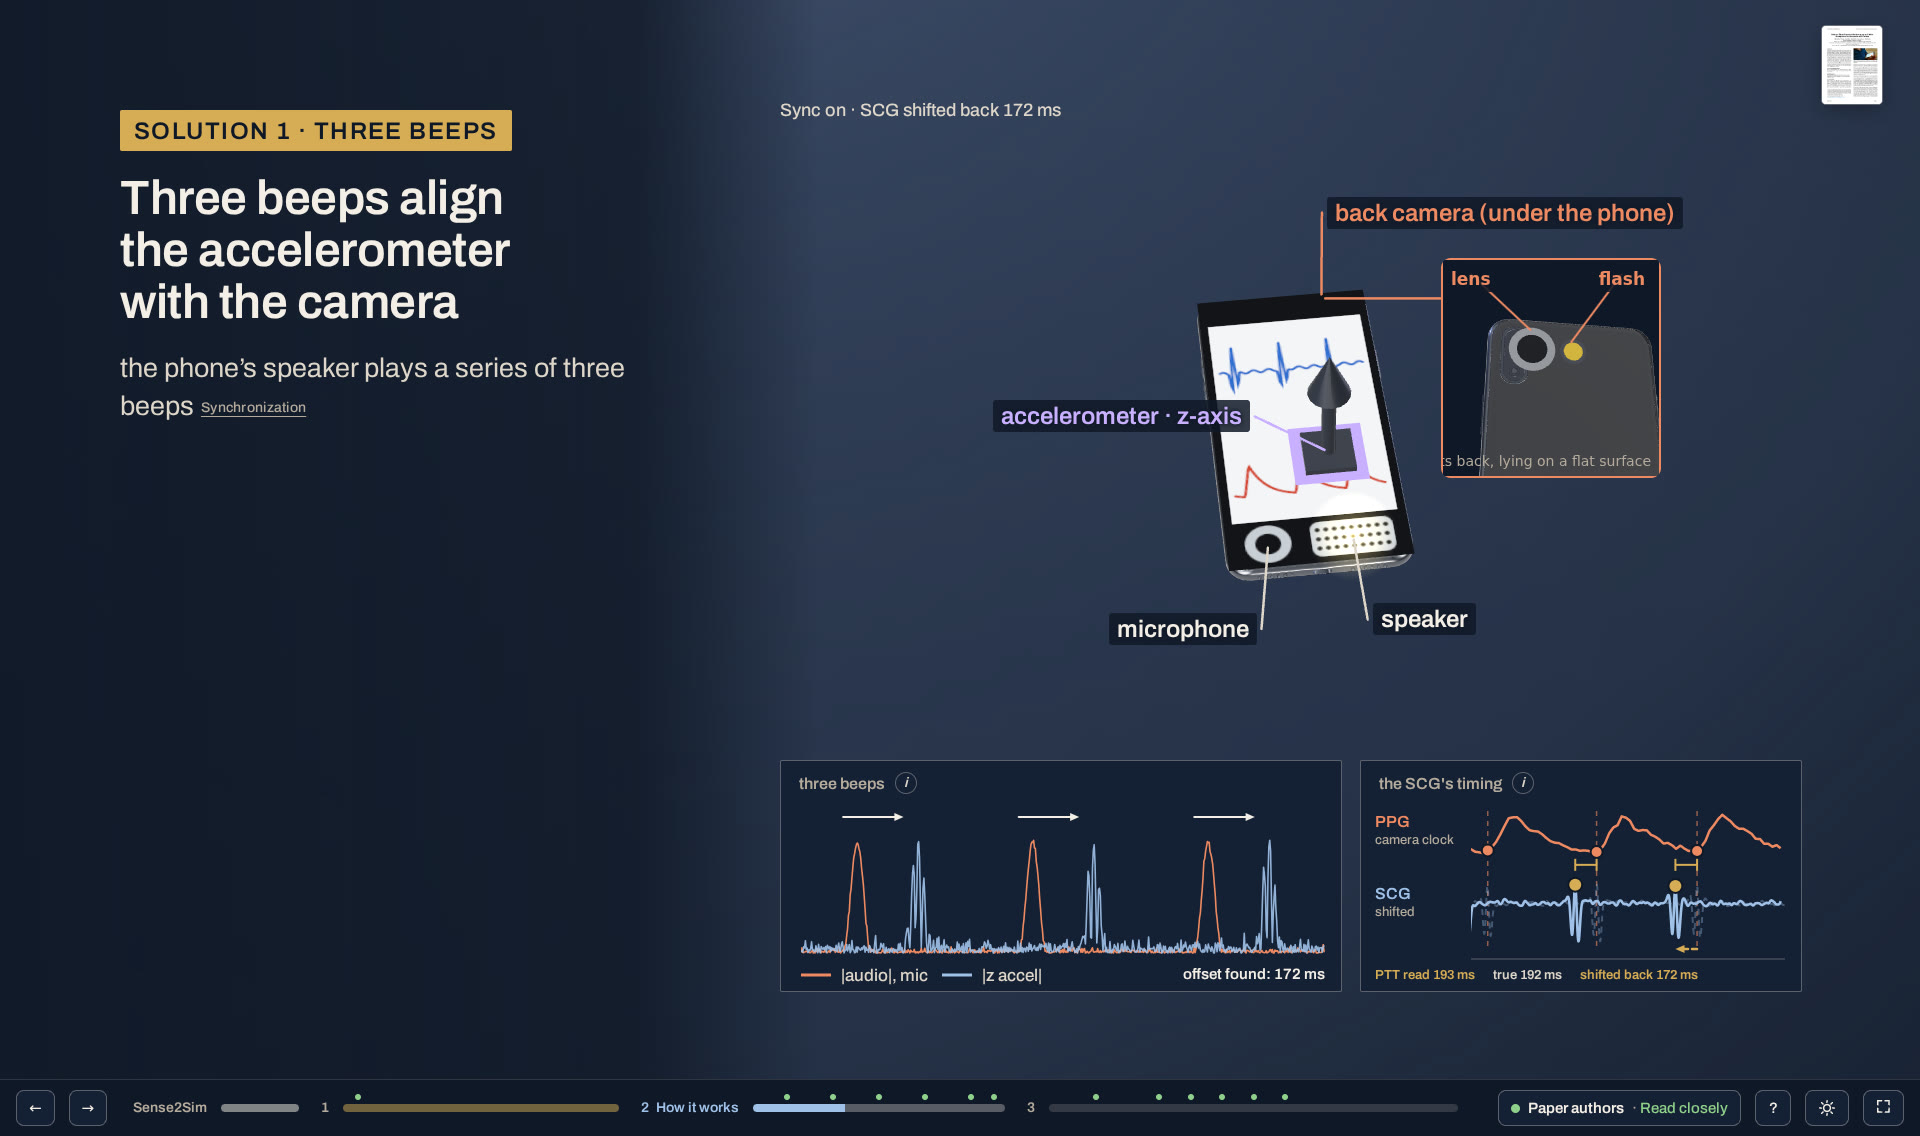 SOLUTION 1 · THREE BEEPS
Three beeps align
the accelerometer
with the camera
the phone’s speaker plays a series of three
beeps Synchronization
Sync on · SCG shifted back 172 ms
back camera (under the phone)
lens flash
ts back, lying on a flat surface
accelerometer · z-axis
microphone
speaker
three beeps i
|audio|, mic |z accel| offset found: 172 ms
the SCG's timing i
PPG
camera clock
SCG
shifted
PTT read 193 ms true 192 ms shifted back 172 ms
← → Sense2Sim 1 2 How it works 3 Paper authors · Read closely ?